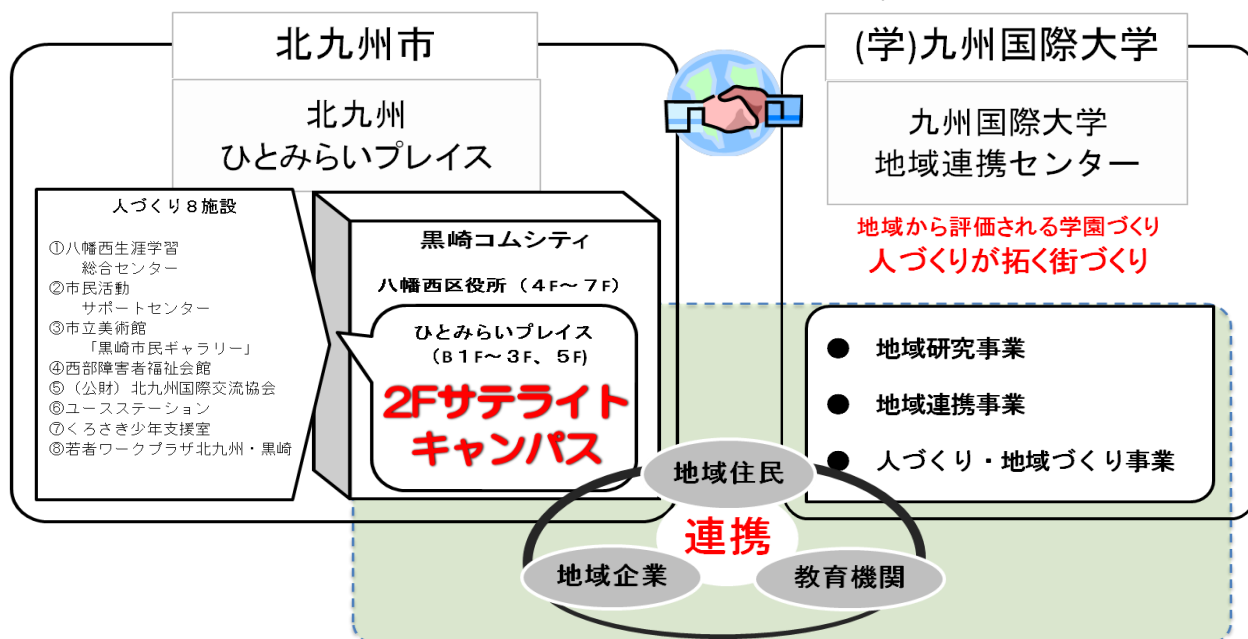 北九州市
北九州
ひとみらいプレイス
人づくり８施設
①八幡西生涯学習
総合センター
②市民活動
サポートセンター
③市立美術館
「黒崎市民ギャラリー」
④西部障害者福祉会館
⑤（公財）北九州国際交流協会
⑥ユースステーション
⑦くろさき少年支援室
⑧若者ワークプラザ北九州・黒崎
黒崎コムシティ
八幡西区役所（４F～７F）
ひとみらいプレイス
（B１F～３F、５F）
2Fサテライト
キャンパス
(学)九州国際大学
九州国際大学
地域連携センター
地域から評価される学園づくり
人づくりが拓く街づくり
● 地域研究事業
● 地域連携事業
● 人づくり・地域づくり事業
地域住民
連携
地域企業
教育機関